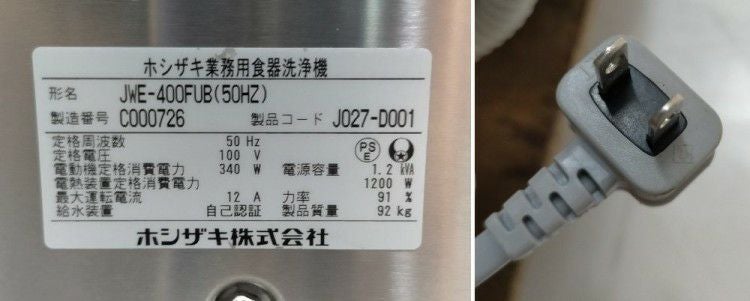 ホシザキ業務用食器洗浄機
形名 JWE-400FUB(50HZ)
製造番号 C000726 製品コード J027-D001
定格周波数 50 Hz
定格電圧 100 V
電動機定格消費電力 340 W 電源容量 1.2 kVA
電熱装置定格消費電力 1200 W
最大運転電流 12 A 力率 91 %
給水装置 自己認証 製品質量 92 kg
ホシザキ株式会社
PS
E